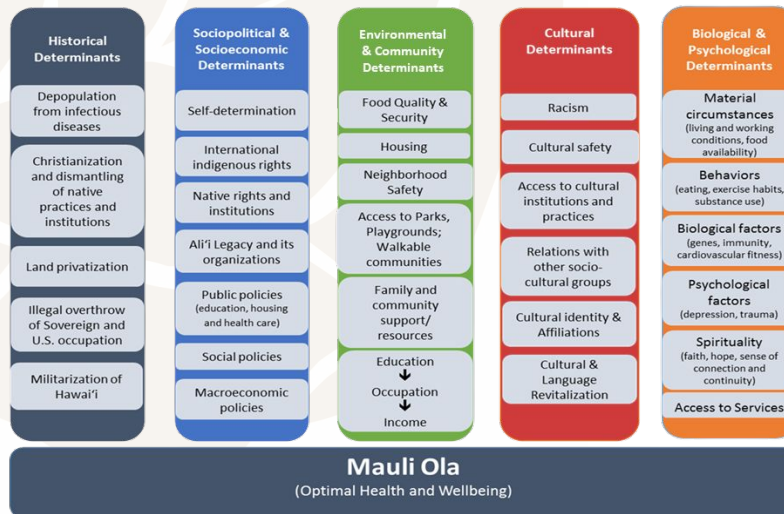 Historical
Determinants
Depopulation
from infectious
diseases
Christianization
and dismantling
of native
practices and
institutions
Land privatization
Illegal overthrow
of Sovereign and
U.S. occupation
Militarization of
Hawai‘i
Sociopolitical &
Socioeconomic
Determinants
Self-determination
International
indigenous rights
Native rights and
institutions
Ali‘i Legacy and its
organizations
Public policies
(education, housing
and health care)
Social policies
Macroeconomic
policies
Environmental
& Community
Determinants
Food Quality &
Security
Housing
Neighborhood
Safety
Access to Parks,
Playgrounds;
Walkable
communities
Family and
community
support/
resources
Education
↓
Occupation
↓
Income
Cultural
Determinants
Racism
Cultural safety
Access to cultural
institutions and
practices
Relations with
other socio-
cultural groups
Cultural identity &
Affiliations
Cultural &
Language
Revitalization
Biological &
Psychological
Determinants
Material
circumstances
(living and working
conditions, food
availability)
Behaviors
(eating, exercise habits,
substance use)
Biological factors
(genes, immunity,
cardiovascular fitness)
Psychological
factors
(depression, trauma)
Spirituality
(faith, hope, sense of
connection and
continuity)
Access to Services
Mauli Ola
(Optimal Health and Wellbeing)